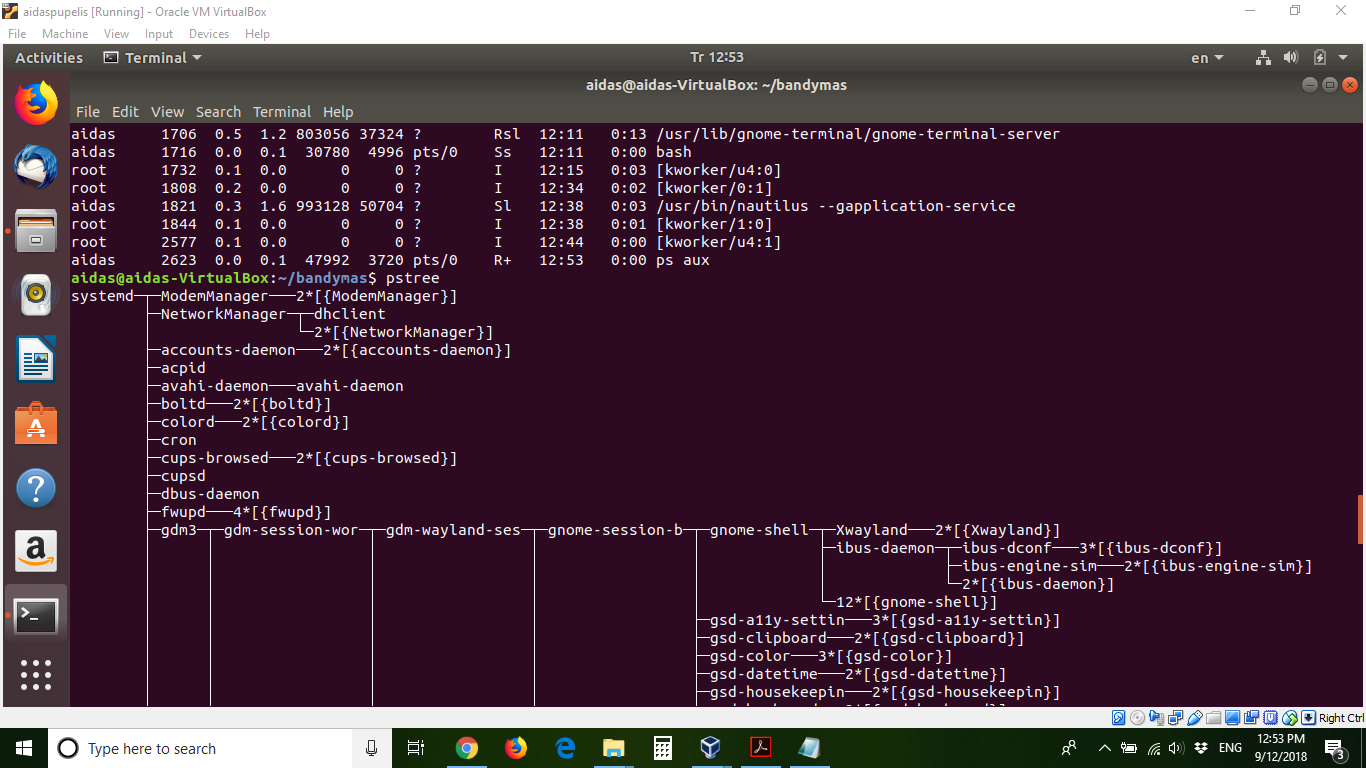 aidaspupelis [Running] - Oracle VM VirtualBox
File Machine View Input Devices Help
Activities Terminal Tr 12:53 en
aidas@aidas-VirtualBox: ~/bandymas
File Edit View Search Terminal Help
aidas 1706 0.5 1.2 803056 37324 ? Rsl 12:11 0:13 /usr/lib/gnome-terminal/gnome-terminal-server
aidas 1716 0.0 0.1 30780 4996 pts/0 Ss 12:11 0:00 bash
root 1732 0.1 0.0 0 0 ? I 12:15 0:03 [kworker/u4:0]
root 1808 0.2 0.0 0 0 ? I 12:34 0:02 [kworker/0:1]
aidas 1821 0.3 1.6 993128 50704 ? Sl 12:38 0:03 /usr/bin/nautilus --gapplication-service
root 1844 0.1 0.0 0 0 ? I 12:38 0:01 [kworker/1:0]
root 2577 0.1 0.0 0 0 ? I 12:44 0:00 [kworker/u4:1]
aidas 2623 0.0 0.1 47992 3720 pts/0 R+ 12:53 0:00 ps aux
aidas@aidas-VirtualBox:~/bandymas$ pstree
systemd─┬─ModemManager───2*[{ModemManager}]
├─NetworkManager─┬─dhclient
└─2*[{NetworkManager}]
├─accounts-daemon───2*[{accounts-daemon}]
├─acpid
├─avahi-daemon───avahi-daemon
├─boltd───2*[{boltd}]
├─colord───2*[{colord}]
├─cron
├─cups-browsed───2*[{cups-browsed}]
├─cupsd
├─dbus-daemon
├─fwupd───4*[{fwupd}]
├─gdm3─┬─gdm-session-wor─┬─gdm-wayland-ses─┬─gnome-session-b─┬─gnome-shell─┬─Xwayland───2*[{Xwayland}]
├─ibus-daemon─┬─ibus-dconf───3*[{ibus-dconf}]
├─ibus-engine-sim───2*[{ibus-engine-sim}]
└─2*[{ibus-daemon}]
└─12*[{gnome-shell}]
├─gsd-a11y-settin───3*[{gsd-a11y-settin}]
├─gsd-clipboard───2*[{gsd-clipboard}]
├─gsd-color───3*[{gsd-color}]
├─gsd-datetime───2*[{gsd-datetime}]
├─gsd-housekeepin───2*[{gsd-housekeepin}]
Right Ctrl
Type here to search
ENG
12:53 PM
9/12/2018
3